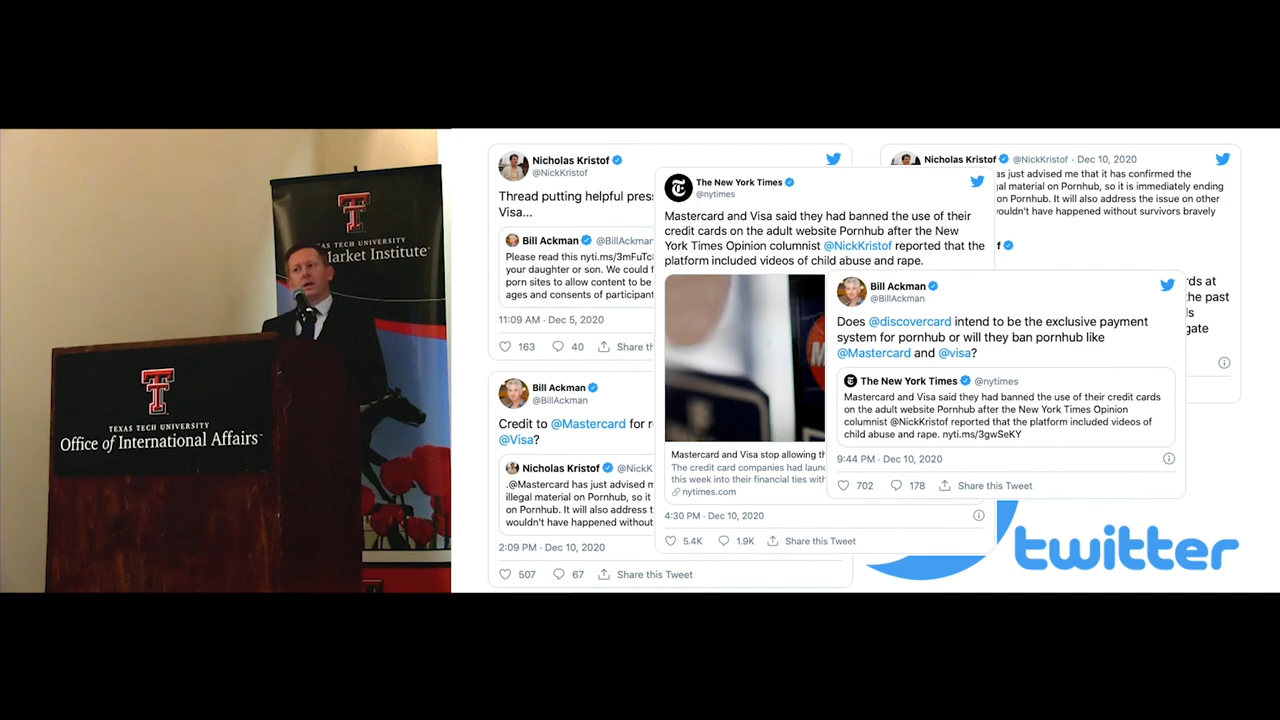 TEXAS TECH UNIVERSITY
Market Institute
TEXAS TECH UNIVERSITY
Office of International Affairs
Nicholas Kristof
@NickKristof
Thread putting helpful
Visa...
Bill Ackman @BillAckman
Please read this
your daughter or son. We could
porn sites to allow content to be
ages and consents of
11:09 AM · Dec 5, 2020
163 40 Share
Bill Ackman
@BillAckman
Credit to @Mastercard for
@Visa?
Nicholas Kristof
.@Mastercard has just advised
illegal material on Pornhub, so it
on Pornhub. It will also address
wouldn't have happened without
2:09 PM · Dec 10, 2020
507 67 Share this Tweet
The New York Times
@nytimes
Mastercard and Visa said they had banned the use of their
credit cards on the adult website Pornhub after the New
York Times Opinion columnist @NickKristof reported that the
platform included videos of child abuse and rape.
Mastercard and Visa stop allowing
The credit card companies had
this week into their financial ties with
nytimes.com
4:30 PM · Dec 10, 2020
5.4K 1.9K Share this Tweet
Nicholas Kristof @NickKristof · Dec 10, 2020
just advised me that it has confirmed the
material on Pornhub, so it is immediately ending
on Pornhub. It will also address the issue on other
happened without survivors bravely
at
the past
Bill Ackman
@BillAckman
Does @discovercard intend to be the exclusive payment
system for pornhub or will they ban pornhub like
@Mastercard and @visa?
The New York Times @nytimes
Mastercard and Visa said they had banned the use of their credit cards
on the adult website Pornhub after the New York Times Opinion
columnist @NickKristof reported that the platform included videos of
child abuse and rape. nyti.ms/3gwSeKY
9:44 PM · Dec 10, 2020
702 178 Share this Tweet
twitter